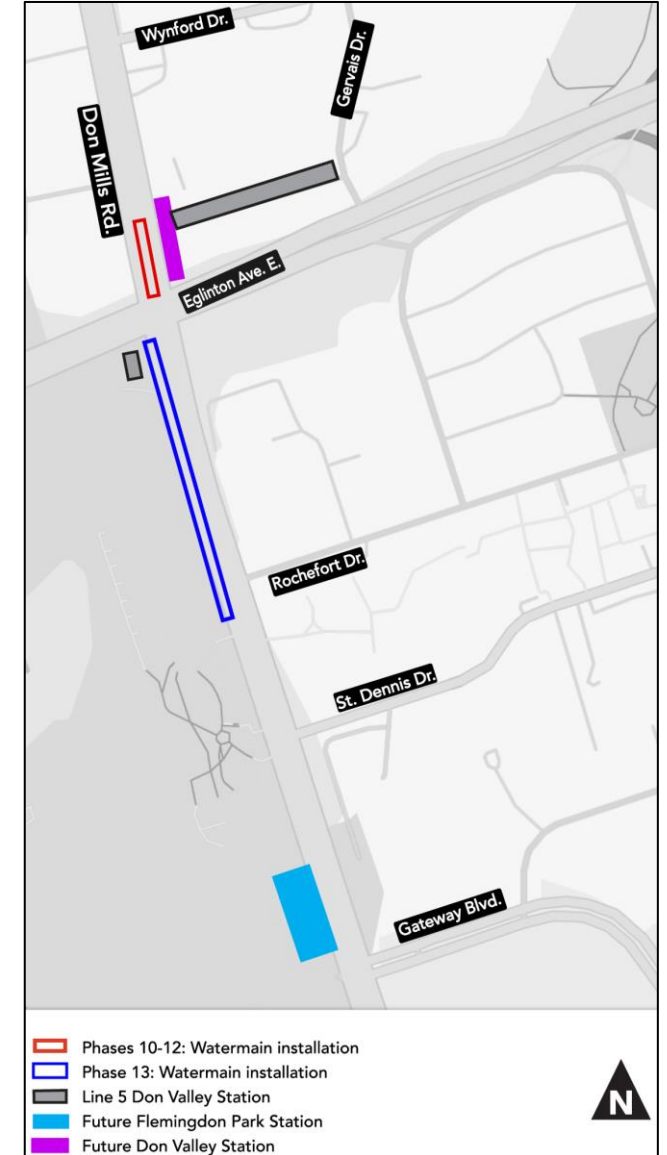 Wynford Dr.
Gervais Dr.
Don Mills Rd.
Eglinton Ave. E.
Rochefort Dr.
St. Dennis Dr.
Gateway Blvd.
Phases 10-12: Watermain installation
Phase 13: Watermain installation
Line 5 Don Valley Station
Future Flemingdon Park Station
Future Don Valley Station
N